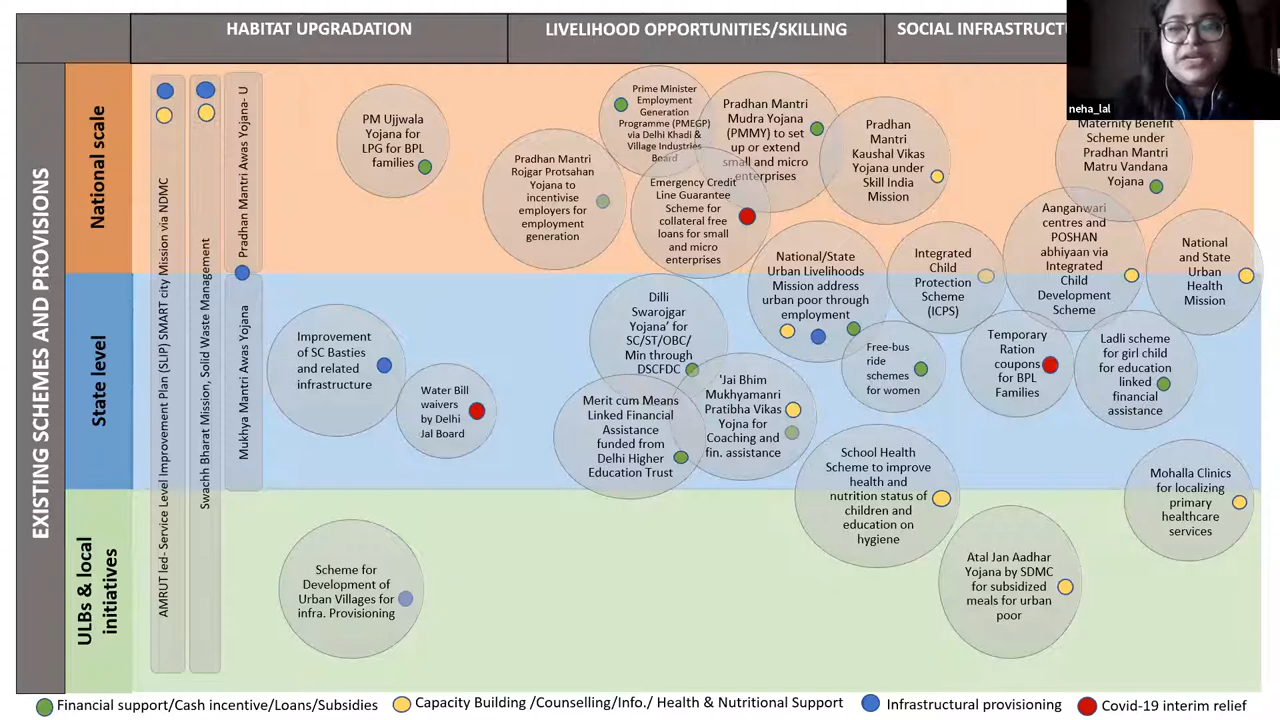 HABITAT UPGRADATION
LIVELIHOOD OPPORTUNITIES/SKILLING
SOCIAL
neha_lal
EXISTING SCHEMES AND PROVISIONS
National scale
State level
ULBs & local
initiatives
AMRUT led- Service Level Improvement Plan (SLIP) SMART city Mission via NDMC
Swachh Bharat Mission, Solid Waste Management
Pradhan Mantri Awas Yojana- U
Mukhya Mantri Awas Yojana
PM Ujjwala
Yojana for
LPG for BPL
families
Pradhan Mantri
Rojgar Protsahan
Yojana to
incentivise
employers for
employment
generation
Prime Minister
Employment
Generation
Programme (PMEGP)
via Delhi Khadi &
Village Industries
Board
Pradhan Mantri
Mudra Yojana
(PMMY) to set
up or extend
small and micro
enterprises
Emergency Credit
Line Guarantee
Scheme for
collateral free
loans for small
and micro
enterprises
Pradhan
Mantri
Kaushal Vikas
Yojana under
Skill India
Mission
Maternity Benefit
Scheme under
Pradhan Mantri
Matru Vandana
Yojana
National/State
Urban Livelihoods
Mission address
urban poor through
employment
Integrated
Child
Protection
Scheme
(ICPS)
Aanganwari
centres and
POSHAN
abhiyaan via
Integrated
Child
Development
Scheme
National
and State
Urban
Health
Mission
Improvement
of SC Basties
and related
infrastructure
Water Bill
waivers
by Delhi
Jal Board
Dilli
Swarojgar
Yojana’ for
SC/ST/OBC/
Min through
DSCFDC
Merit cum Means
Linked Financial
Assistance
funded from
Delhi Higher
Education Trust
'Jai Bhim
Mukhyamanri
Pratibha Vikas
Yojna for
Coaching and
fin. assistance
Free-bus
ride
schemes
for women
Temporary
Ration
coupons
for BPL
Families
Ladli scheme
for girl child
for education
linked
financial
assistance
School Health
Scheme to improve
health and
nutrition status of
children and
education on
hygiene
Mohalla Clinics
for localizing
primary
healthcare
services
Scheme for
Development of
Urban Villages for
infra. Provisioning
Atal Jan Aadhar
Yojana by SDMC
for subsidized
meals for urban
poor
Financial support/Cash incentive/Loans/Subsidies
Capacity Building /Counselling/Info./ Health & Nutritional Support
Infrastructural provisioning
Covid-19 interim relief